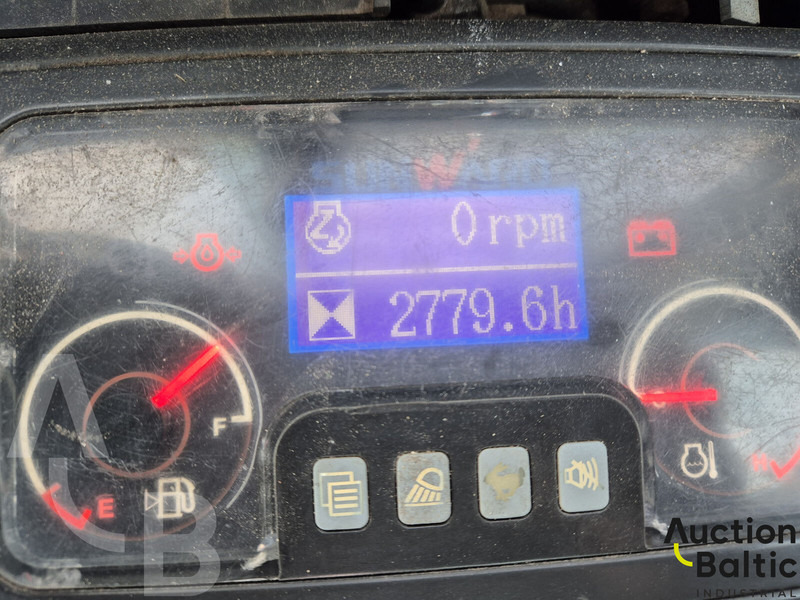 0 rpm
2779.6h
F
E
H
A
B
Auction
Baltic
INDUSTRIAL